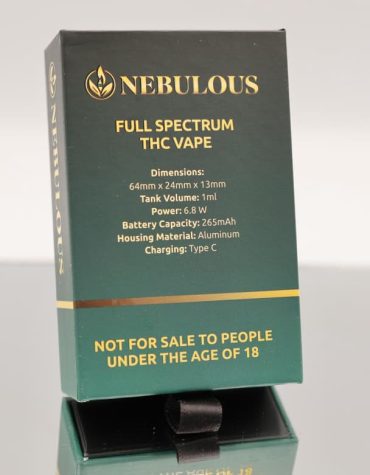 NEBULOUS
FULL SPECTRUM
THC VAPE
Dimensions:
64mm x 24mm x 13mm
Tank Volume: 1ml
Power: 6.8 W
Battery Capacity: 265mAh
Housing Material: Aluminum
Charging: Type C
NOT FOR SALE TO PEOPLE
UNDER THE AGE OF 18
NEBULOUS